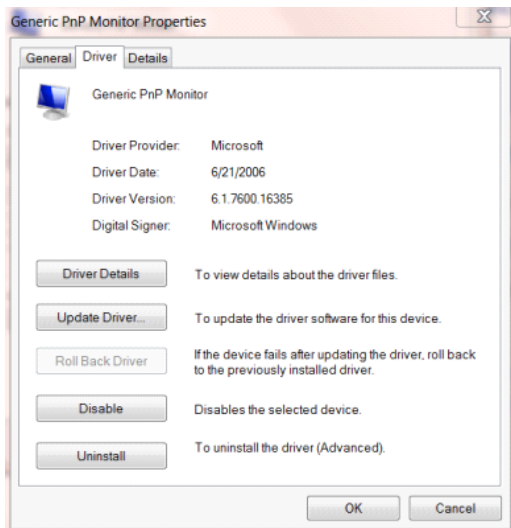 Generic PnP Monitor Properties
General Driver Details
Generic PnP Monitor
Driver Provider: Microsoft
Driver Date: 6/21/2006
Driver Version: 6.1.7600.16385
Digital Signer: Microsoft Windows
Driver Details To view details about the driver files.
Update Driver... To update the driver software for this device.
Roll Back Driver If the device fails after updating the driver, roll back
to the previously installed driver.
Disable Disables the selected device.
Uninstall To uninstall the driver (Advanced).
OK Cancel